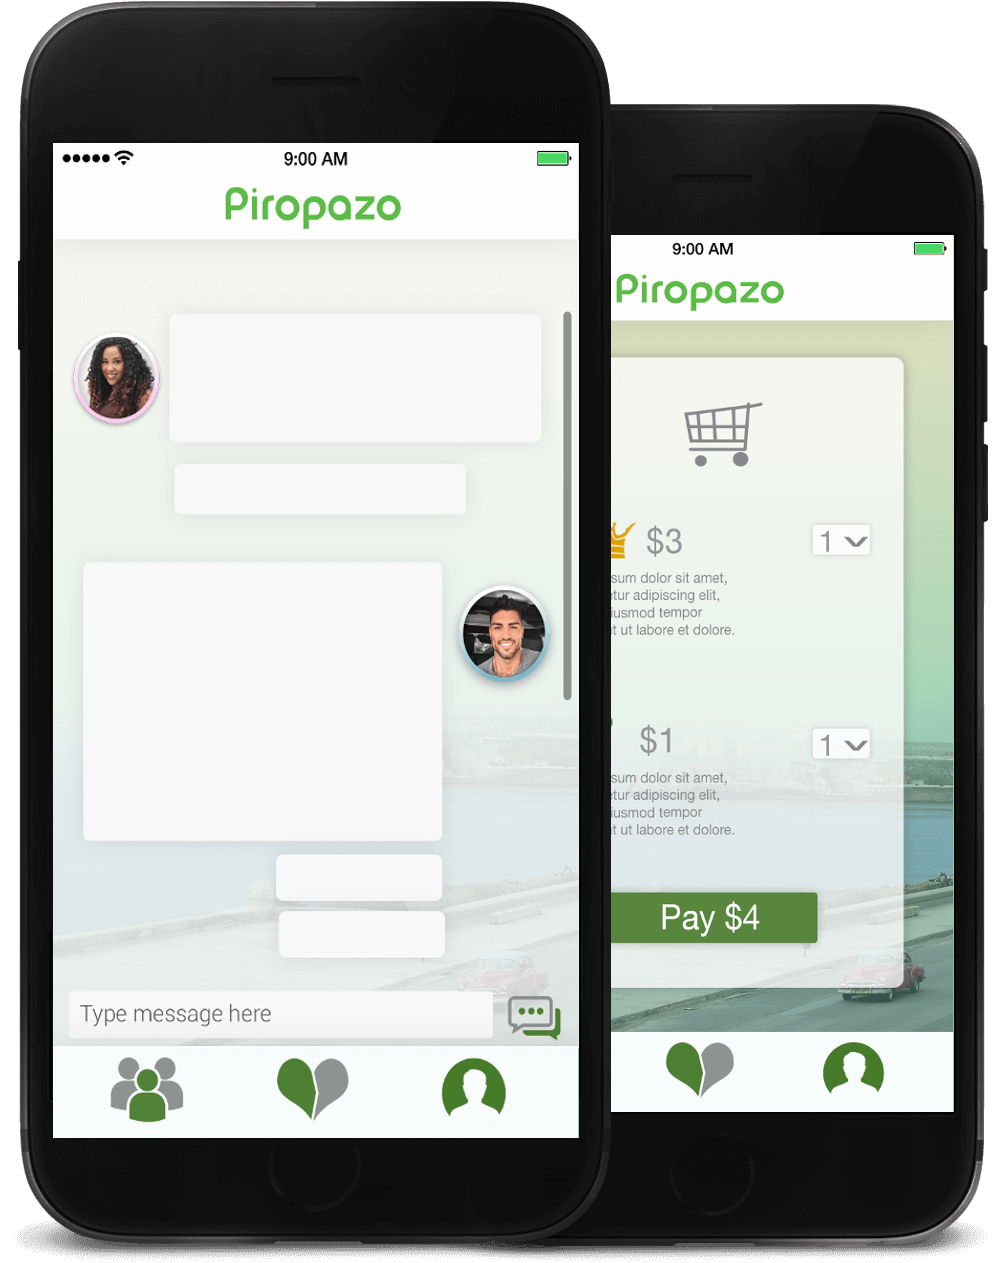 9:00 AM
Piropazo
Type message here
9:00 AM
Piropazo
$3
1
sum dolor sit amet,
tur adipiscing elit,
iusmod tempor
t ut labore et dolore.
$1
1
sum dolor sit amet,
tur adipiscing elit,
iusmod tempor
t ut labore et dolore.
Pay $4